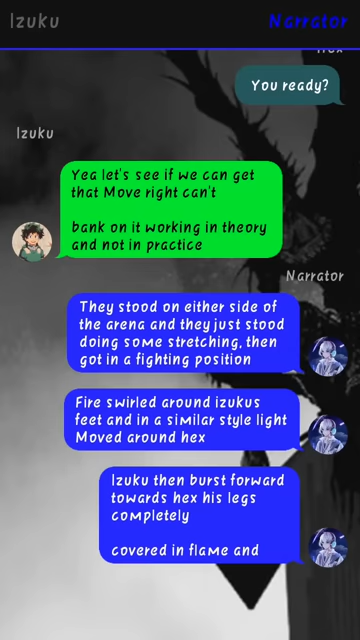 Izuku
Narrator
Hex
You ready?
Izuku
Yea let's see if we can get
that Move right can't
bank on it working in theory
and not in practice
Narrator
They stood on either side of
the arena and they just stood
doing some stretching, then
got in a fighting position
Fire swirled around izukus
feet and in a similar style light
Moved around hex
Izuku then burst forward
towards hex his legs
completely
covered in flame and